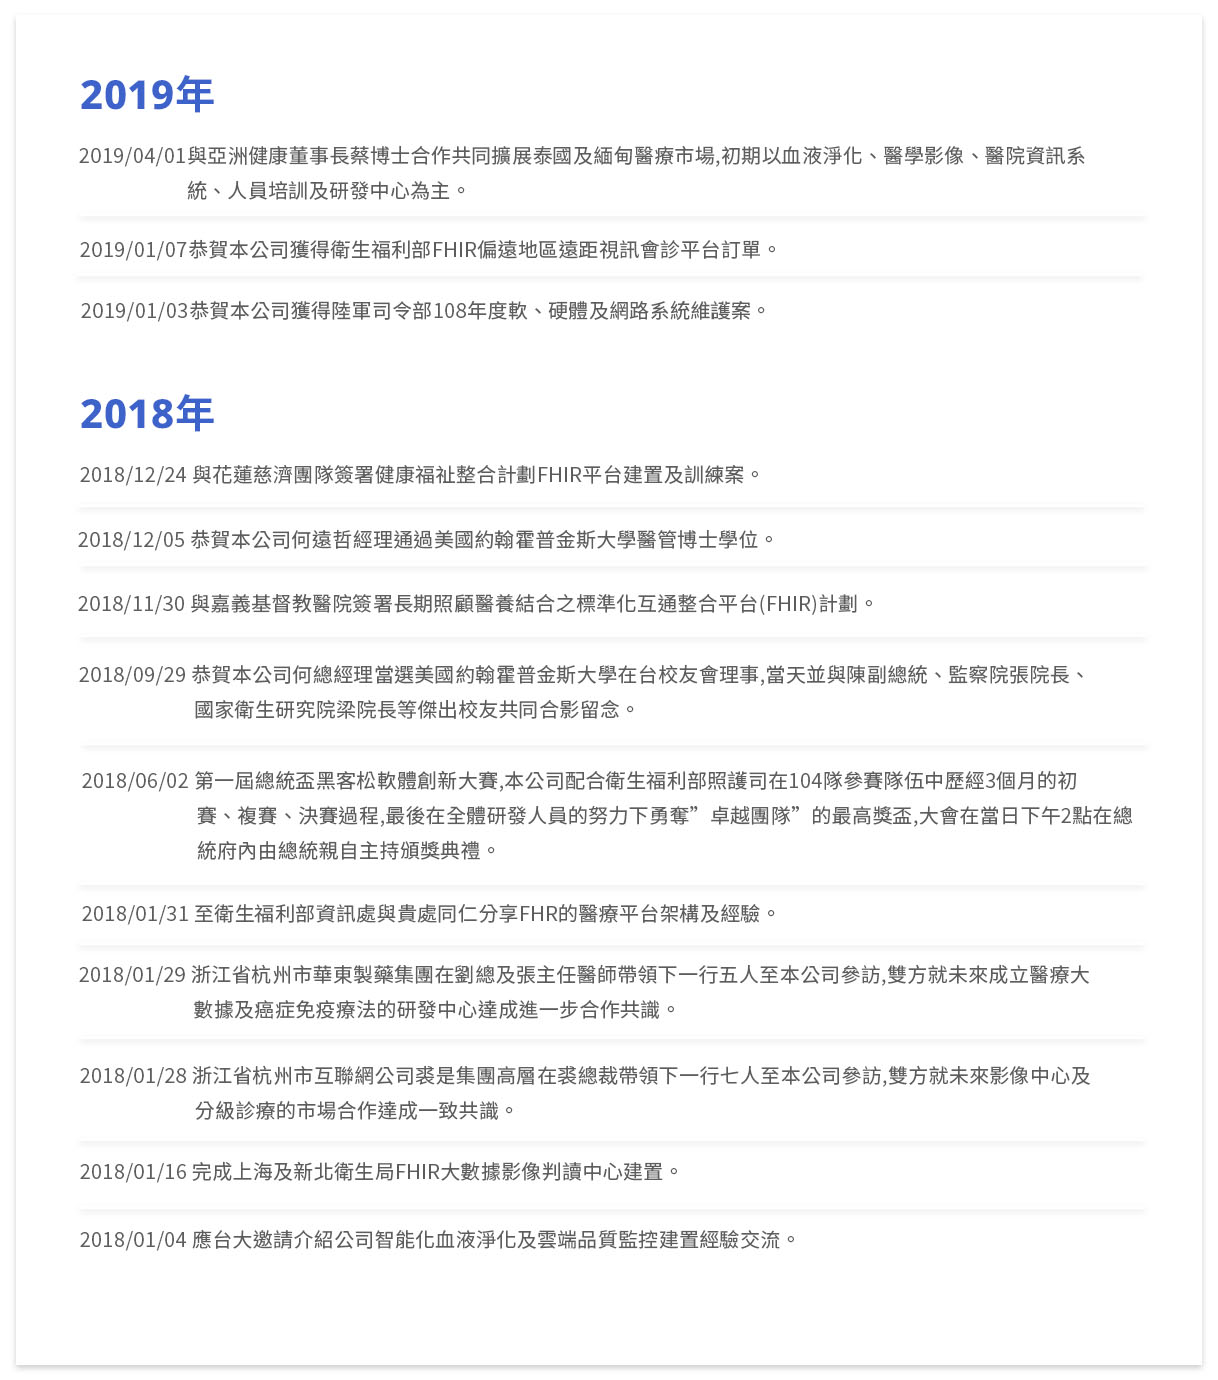 2019年
2019/04/01與亞洲健康董事長蔡博士合作共同擴展泰國及緬甸醫療市場,初期以血液淨化、醫學影像、醫院資訊系
統、人員培訓及研發中心為主。
2019/01/07恭賀本公司獲得衛生福利部FHIR偏遠地區遠距視訊會診平台訂單。
2019/01/03恭賀本公司獲得陸軍司令部108年度軟、硬體及網路系統維護案。
2018年
2018/12/24 與花蓮慈濟團隊簽署健康福祉整合計劃FHIR平台建置及訓練案。
2018/12/05 恭賀本公司何遠哲經理通過美國約翰霍普金斯大學醫管博士學位。
2018/11/30 與嘉義基督教醫院簽署長期照顧醫養結合之標準化互通整合平台(FHIR)計劃。
2018/09/29 恭賀本公司何總經理當選美國約翰霍普金斯大學在台校友會理事,當天並與陳副總統、監察院張院長、
國家衛生研究院梁院長等傑出校友共同合影留念。
2018/06/02 第一屆總統盃黑客松軟體創新大賽,本公司配合衛生福利部照護司在104隊參賽隊伍中歷經3個月的初
賽、複賽、決賽過程,最後在全體研發人員的努力下勇奪”卓越團隊”的最高獎盃,大會在當日下午2點在總
統府內由總統親自主持頒獎典禮。
2018/01/31 至衛生福利部資訊處與貴處同仁分享FHR的醫療平台架構及經驗。
2018/01/29 浙江省杭州市華東製藥集團在劉總及張主任醫師帶領下一行五人至本公司參訪,雙方就未來成立醫療大
數據及癌症免疫療法的研發中心達成進一步合作共識。
2018/01/28 浙江省杭州市互聯網公司裘是集團高層在裘總裁帶領下一行七人至本公司參訪,雙方就未來影像中心及
分級診療的市場合作達成一致共識。
2018/01/16 完成上海及新北衛生局FHIR大數據影像判讀中心建置。
2018/01/04 應台大邀請介紹公司智能化血液淨化及雲端品質監控建置經驗交流。